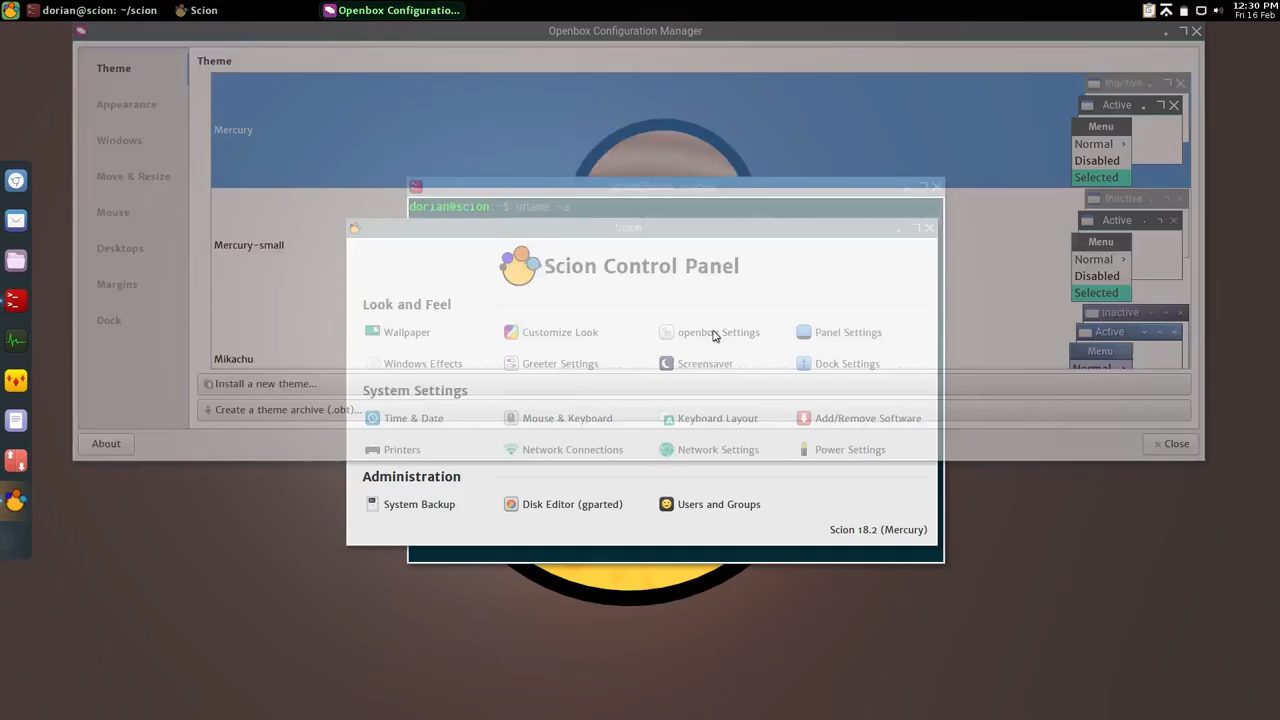 dorian@scion: ~/scion
Scion
Openbox Configuratio...
12:30 PM
Fri 16 Feb
Openbox Configuration Manager
Theme
Appearance
Windows
Move & Resize
Mouse
Desktops
Margins
Dock
About
Theme
Mercury
Inactive
Active
Menu
Normal
Disabled
Selected
Mercury-small
Inactive
Active
Menu
Normal
Disabled
Selected
Mikachu
Inactive
Active
Menu
Normal
Install a new theme...
Create a theme archive (.obt)...
Close
dorian@scion:~$ uname -a
Scion
Scion Control Panel
Look and Feel
Wallpaper Customize Look openbox Settings Panel Settings
Windows Effects Greeter Settings Screensaver Dock Settings
System Settings
Time & Date Mouse & Keyboard Keyboard Layout Add/Remove Software
Printers Network Connections Network Settings Power Settings
Administration
System Backup Disk Editor (gparted) Users and Groups
Scion 18.2 (Mercury)